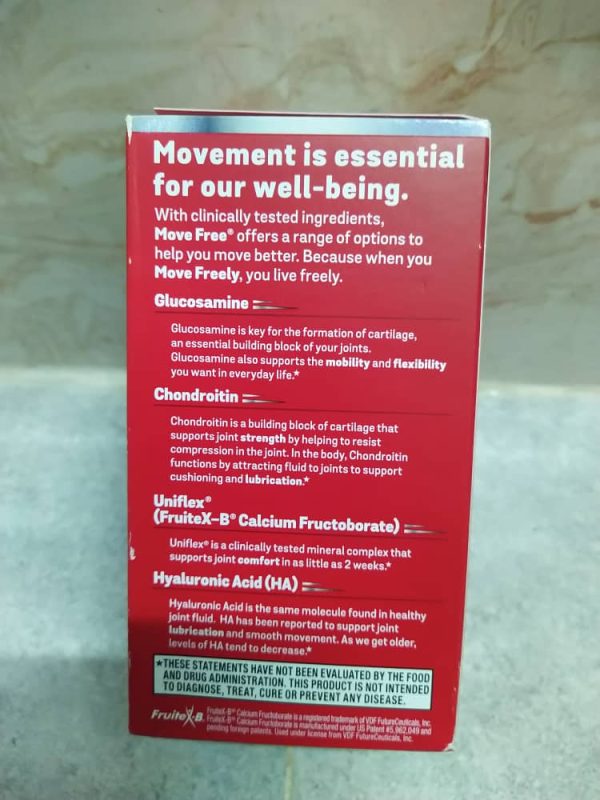 Movement is essential
for our well-being.
With clinically tested ingredients,
Move Free® offers a range of options to
help you move better. Because when you
Move Freely, you live freely.
Glucosamine
Glucosamine is key for the formation of cartilage,
an essential building block of your joints.
Glucosamine also supports the mobility and flexibility
you want in everyday life.*
Chondroitin
Chondroitin is a building block of cartilage that
supports joint strength by helping to resist
compression in the joint. In the body, Chondroitin
functions by attracting fluid to joints to support
cushioning and lubrication.*
Uniflex®
(FruiteX-B® Calcium Fructoborate)
Uniflex® is a clinically tested mineral complex that
supports joint comfort in as little as 2 weeks.*
Hyaluronic Acid (HA)
Hyaluronic Acid is the same molecule found in healthy
joint fluid. HA has been reported to support joint
lubrication and smooth movement. As we get older,
levels of HA tend to decrease.*
*THESE STATEMENTS HAVE NOT BEEN EVALUATED BY THE FOOD
AND DRUG ADMINISTRATION. THIS PRODUCT IS NOT INTENDED
TO DIAGNOSE, TREAT, CURE OR PREVENT ANY DISEASE.
FruiteX-B
FruiteX-B® Calcium Fructoborate is a registered trademark of VDF FutureCeuticals, Inc.
FruiteX-B® Calcium Fructoborate is manufactured under US Patent #5,962,049 and
pending foreign patents. Used under license from VDF FutureCeuticals, Inc.